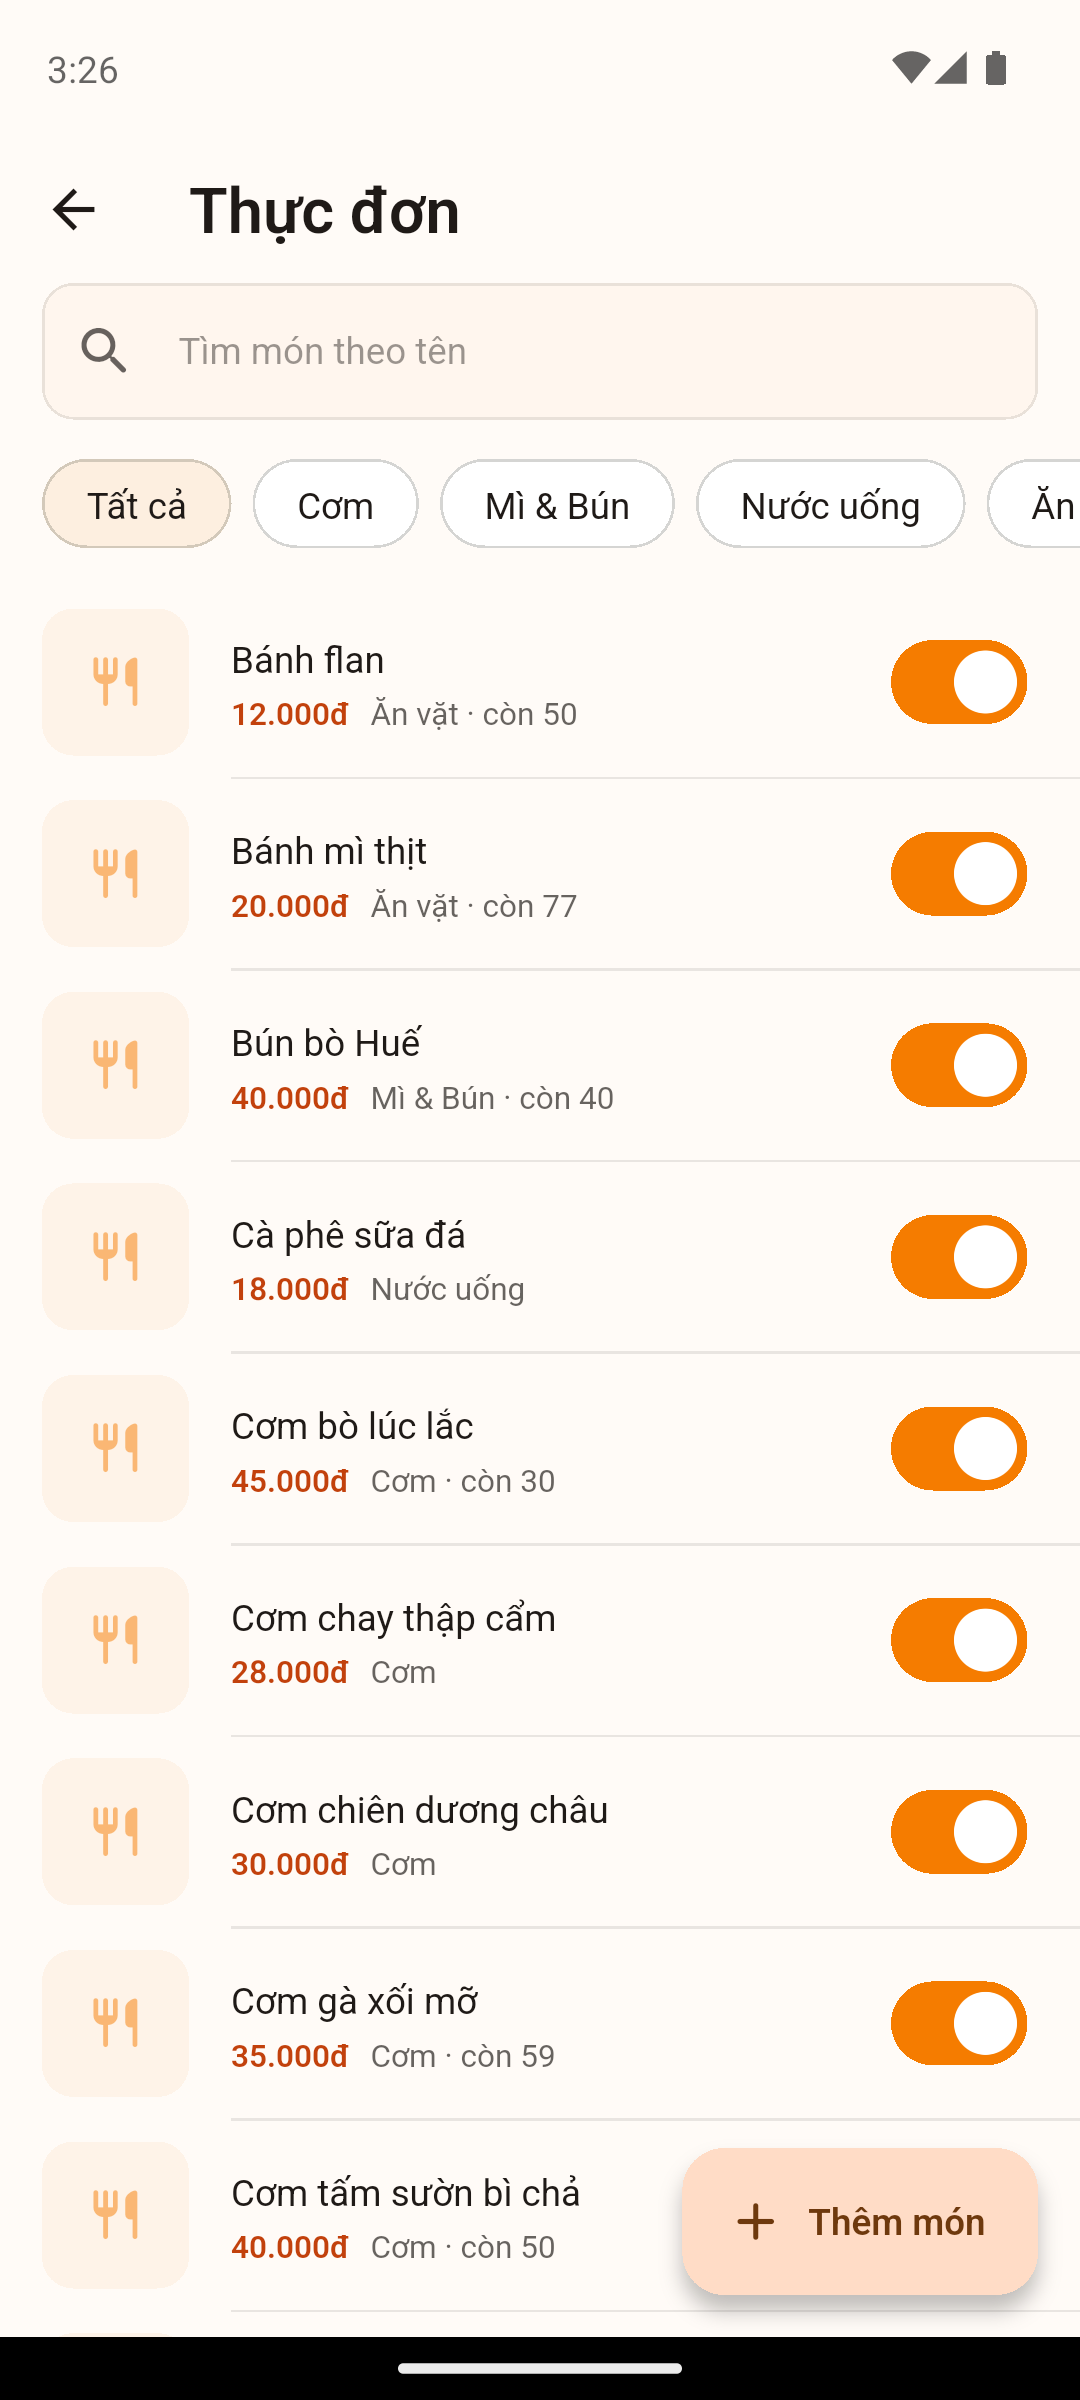 3:26
Thực đơn
Tìm món theo tên
Tất cả Cơm Mì & Bún Nước uống Ăn
Bánh flan
12.000đ Ăn vặt · còn 50
Bánh mì thịt
20.000đ Ăn vặt · còn 77
Bún bò Huế
40.000đ Mì & Bún · còn 40
Cà phê sữa đá
18.000đ Nước uống
Cơm bò lúc lắc
45.000đ Cơm · còn 30
Cơm chay thập cẩm
28.000đ Cơm
Cơm chiên dương châu
30.000đ Cơm
Cơm gà xối mỡ
35.000đ Cơm · còn 59
Cơm tấm sườn bì chả
40.000đ Cơm · còn 50
Thêm món